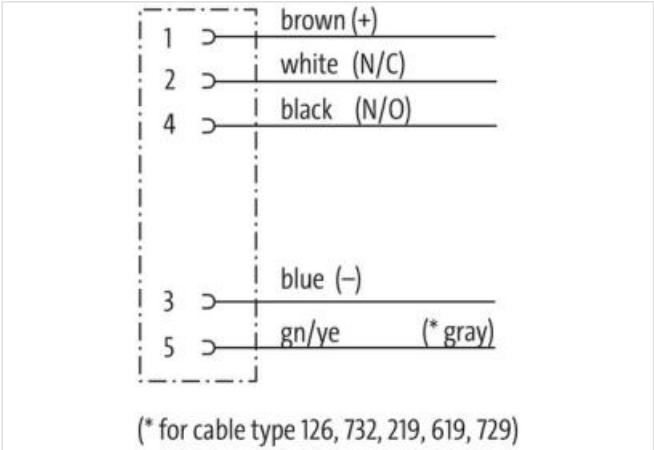 1 brown (+)
2 white (N/C)
4 black (N/O)
3 blue (–)
5 gn/ye (* gray)
(* for cable type 126, 732, 219, 619, 729)